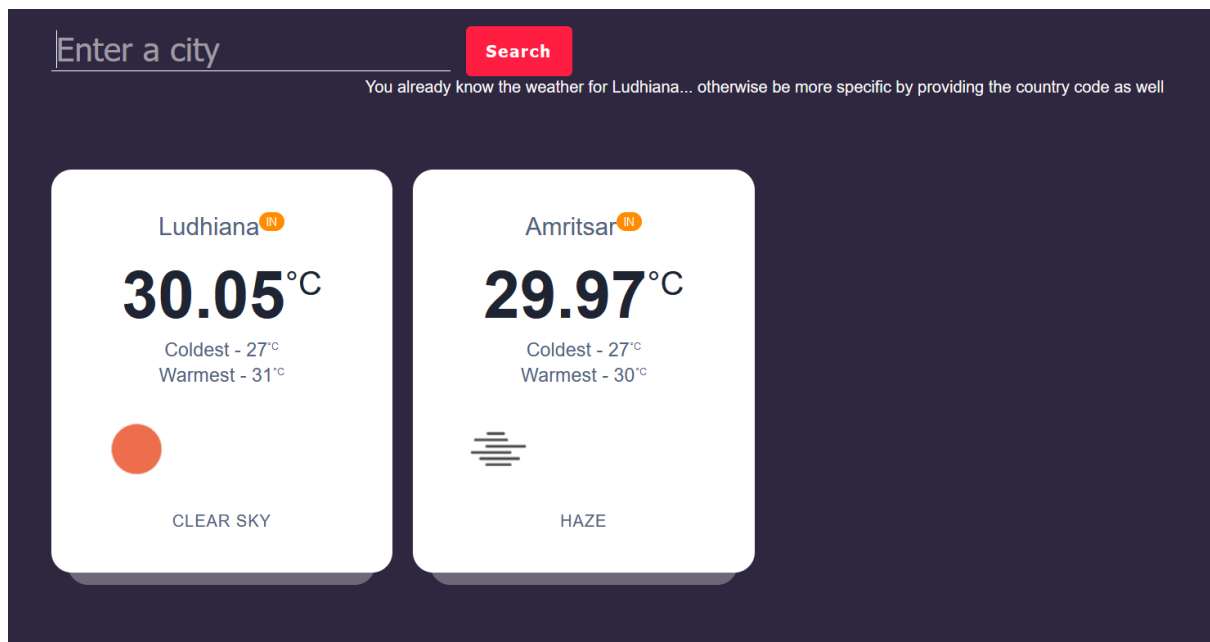 Enter a city
Search
You already know the weather for Ludhiana... otherwise be more specific by providing the country code as well
Ludhiana IN
30.05°C
Coldest - 27°C
Warmest - 31°C
CLEAR SKY
Amritsar IN
29.97°C
Coldest - 27°C
Warmest - 30°C
HAZE